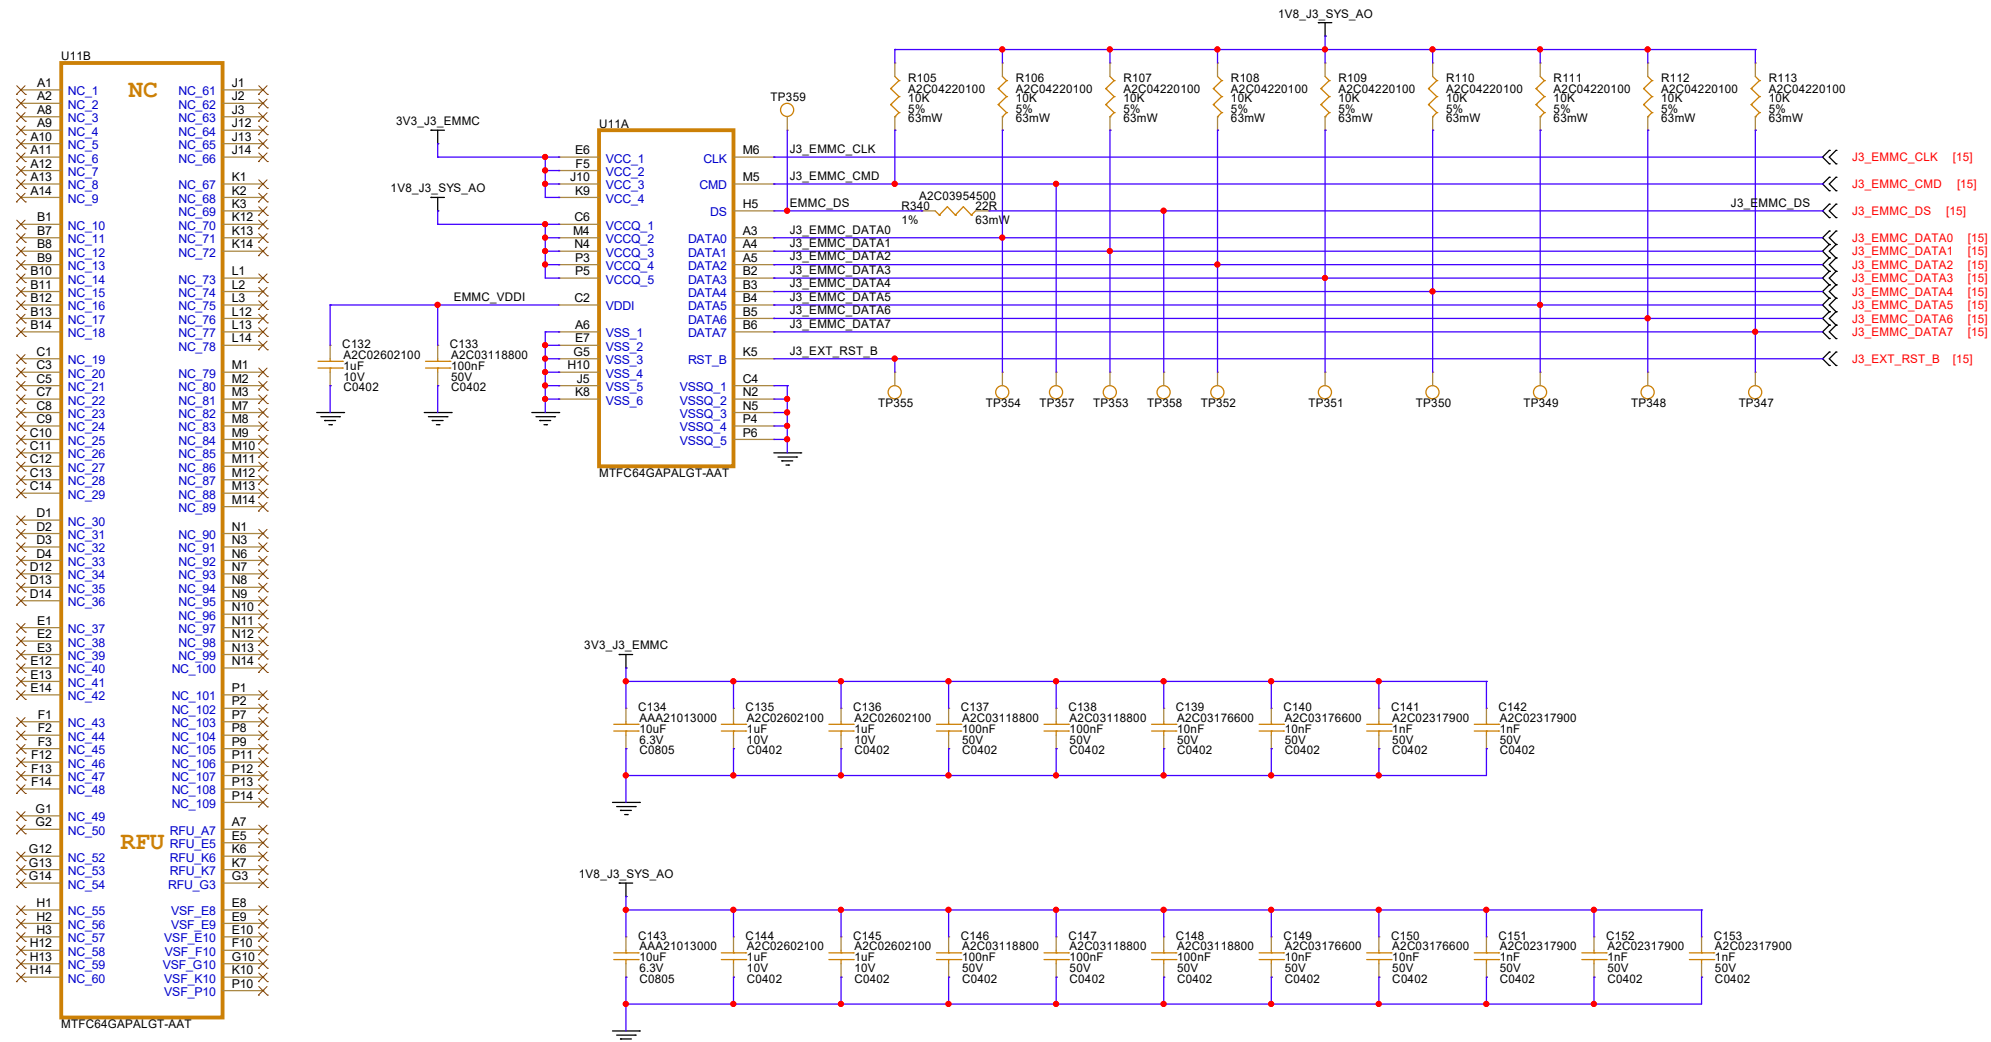 U11B
NC
A1 NC_1
A2 NC_2
A8 NC_3
A9 NC_4
A10 NC_5
A11 NC_6
A12 NC_7
A13 NC_8
A14 NC_9
B1 NC_10
B7 NC_11
B8 NC_12
B9 NC_13
B10 NC_14
B11 NC_15
B12 NC_16
B13 NC_17
B14 NC_18
C1 NC_19
C3 NC_20
C5 NC_21
C7 NC_22
C8 NC_23
C9 NC_24
C10 NC_25
C11 NC_26
C12 NC_27
C13 NC_28
C14 NC_29
D1 NC_30
D2 NC_31
D3 NC_32
D4 NC_33
D12 NC_34
D13 NC_35
D14 NC_36
E1 NC_37
E2 NC_38
E3 NC_39
E12 NC_40
E13 NC_41
E14 NC_42
F1 NC_43
F2 NC_44
F3 NC_45
F12 NC_46
F13 NC_47
F14 NC_48
G1 NC_49
G2 NC_50
G12 NC_52
G13 NC_53
G14 NC_54
H1 NC_55
H2 NC_56
H3 NC_57
H12 NC_58
H13 NC_59
H14 NC_60
NC_61 J1
NC_62 J2
NC_63 J3
NC_64 J12
NC_65 J13
NC_66 J14
NC_67 K1
NC_68 K2
NC_69 K3
NC_70 K12
NC_71 K13
NC_72 K14
NC_73 L1
NC_74 L2
NC_75 L3
NC_76 L12
NC_77 L13
NC_78 L14
NC_79 M1
NC_80 M2
NC_81 M3
NC_82 M7
NC_83 M8
NC_84 M9
NC_85 M10
NC_86 M11
NC_87 M12
NC_88 M13
NC_89 M14
NC_90 N1
NC_91 N3
NC_92 N6
NC_93 N7
NC_94 N8
NC_95 N9
NC_96 N10
NC_97 N11
NC_98 N12
NC_99 N13
NC_100 N14
NC_101 P1
NC_102 P2
NC_103 P7
NC_104 P8
NC_105 P9
NC_106 P11
NC_107 P12
NC_108 P13
NC_109 P14
RFU
RFU_A7 A7
RFU_E5 E5
RFU_K6 K6
RFU_K7 K7
RFU_G3 G3
VSF_E8 E8
VSF_E9 E9
VSF_E10 E10
VSF_F10 F10
VSF_G10 G10
VSF_K10 K10
VSF_P10 P10
MTFC64GAPALGT-AAT
3V3_J3_EMMC
1V8_J3_SYS_AO
EMMC_VDDI
C132
A2C02602100
1uF
10V
C0402
C133
A2C03118800
100nF
50V
C0402
U11A
E6 VCC_1
F5 VCC_2
J10 VCC_3
K9 VCC_4
C6 VCCQ_1
M4 VCCQ_2
N4 VCCQ_3
P3 VCCQ_4
P5 VCCQ_5
C2 VDDI
A6 VSS_1
E7 VSS_2
G5 VSS_3
H10 VSS_4
J5 VSS_5
K8 VSS_6
CLK M6 J3_EMMC_CLK
CMD M5 J3_EMMC_CMD
DS H5 EMMC_DS
DATA0 A3 J3_EMMC_DATA0
DATA1 A4 J3_EMMC_DATA1
DATA2 A5 J3_EMMC_DATA2
DATA3 B2 J3_EMMC_DATA3
DATA4 B3 J3_EMMC_DATA4
DATA5 B4 J3_EMMC_DATA5
DATA6 B5 J3_EMMC_DATA6
DATA7 B6 J3_EMMC_DATA7
RST_B K5 J3_EXT_RST_B
VSSQ_1 C4
VSSQ_2 N2
VSSQ_3 N5
VSSQ_4 P4
VSSQ_5 P6
MTFC64GAPALGT-AAT
TP359
1V8_J3_SYS_AO
R105
A2C04220100
10K
5%
63mW
R106
A2C04220100
10K
5%
63mW
R107
A2C04220100
10K
5%
63mW
R108
A2C04220100
10K
5%
63mW
R109
A2C04220100
10K
5%
63mW
R110
A2C04220100
10K
5%
63mW
R111
A2C04220100
10K
5%
63mW
R112
A2C04220100
10K
5%
63mW
R113
A2C04220100
10K
5%
63mW
A2C03954500
R340 22R
1% 63mW
J3_EMMC_DS
J3_EMMC_CLK [15]
J3_EMMC_CMD [15]
J3_EMMC_DS [15]
J3_EMMC_DATA0 [15]
J3_EMMC_DATA1 [15]
J3_EMMC_DATA2 [15]
J3_EMMC_DATA3 [15]
J3_EMMC_DATA4 [15]
J3_EMMC_DATA5 [15]
J3_EMMC_DATA6 [15]
J3_EMMC_DATA7 [15]
J3_EXT_RST_B [15]
TP355 TP354 TP357 TP353 TP358 TP352 TP351 TP350 TP349 TP348 TP347
3V3_J3_EMMC
C134
AAA21013000
10uF
6.3V
C0805
C135
A2C02602100
1uF
10V
C0402
C136
A2C02602100
1uF
10V
C0402
C137
A2C03118800
100nF
50V
C0402
C138
A2C03118800
100nF
50V
C0402
C139
A2C03176600
10nF
50V
C0402
C140
A2C03176600
10nF
50V
C0402
C141
A2C02317900
1nF
50V
C0402
C142
A2C02317900
1nF
50V
C0402
1V8_J3_SYS_AO
C143
AAA21013000
10uF
6.3V
C0805
C144
A2C02602100
1uF
10V
C0402
C145
A2C02602100
1uF
10V
C0402
C146
A2C03118800
100nF
50V
C0402
C147
A2C03118800
100nF
50V
C0402
C148
A2C03118800
100nF
50V
C0402
C149
A2C03176600
10nF
50V
C0402
C150
A2C03176600
10nF
50V
C0402
C151
A2C02317900
1nF
50V
C0402
C152
A2C02317900
1nF
50V
C0402
C153
A2C02317900
1nF
50V
C0402